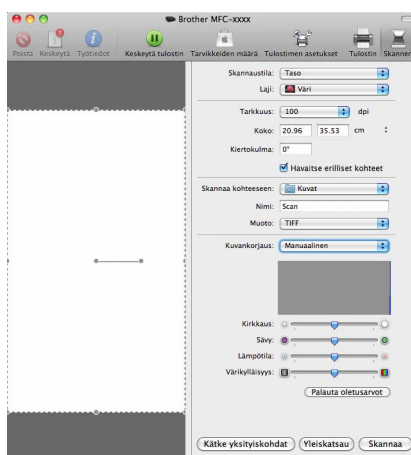 Brother MFC-xxxx
Poista Keskeytä Työtiedot Keskeytä tulostin Tarvikkeiden määrä Tulostimen asetukset Tulostin Skanner
Skannaustila: Taso
Laji: Väri
Tarkkuus: 100 dpi
Koko: 20.96 35.53 cm
Kiertokulma: 0°
Havaitse erilliset kohteet
Skannaa kohteeseen: Kuvat
Nimi: Scan
Muoto: TIFF
Kuvankorjaus: Manuaalinen
Kirkkaus:
Sävy:
Lämpötila:
Värikylläisyys:
Palauta oletusarvot
Kätke yksityiskohdat Yleiskatsau Skannaa